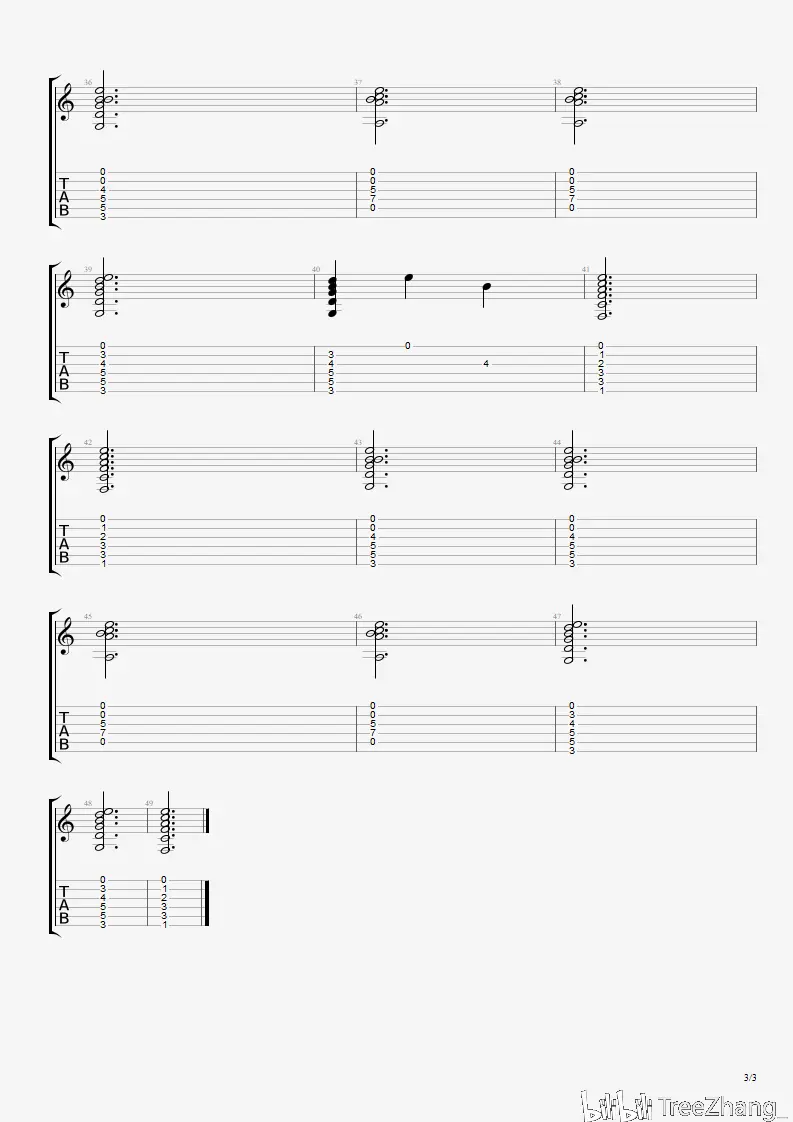 36 37 38
0 0 0
0 0 0
T 4 5 5
A 5 7 7
B 5 0 0
3
39 40 41
0 0 0
T 3 3 1
4 4 4 2
A 5 5 3
B 5 5 3
3 3 1
42 43 44
0 0 0
T 1 0 0
2 4 4
A 3 5 5
B 3 5 5
1 3 3
45 46 47
0 0 0
T 0 0 3
5 5 4
A 7 7 5
B 0 0 5
3
48 49
0 0
T 3 1
4 2
A 5 3
B 5 3
3 1
3/3
bilibili TreeZhang__